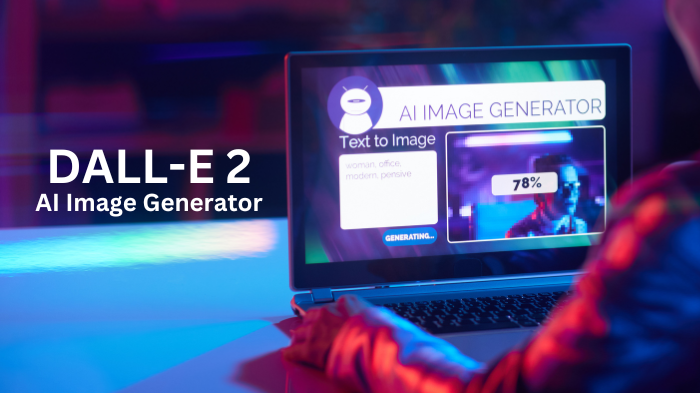 DALL-E 2
AI Image Generator
AI IMAGE GENERATOR
Text to Image
woman, office,
modern, pensive
78%
GENERATING...